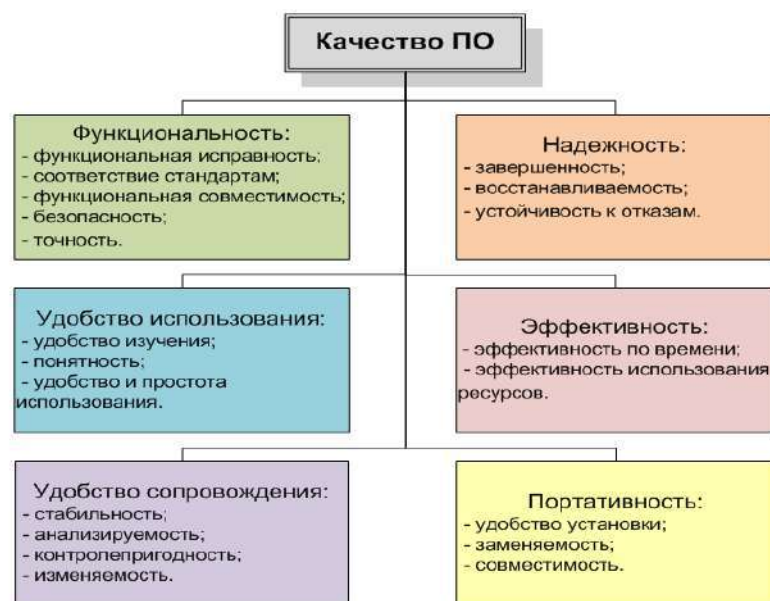 Качество ПО
Функциональность:
- функциональная исправность;
- соответствие стандартам;
- функциональная совместимость;
- безопасность;
- точность.
Надежность:
- завершенность;
- восстанавливаемость;
- устойчивость к отказам.
Удобство использования:
- удобство изучения;
- понятность;
- удобство и простота
использования.
Эффективность:
- эффективность по времени;
- эффективность использования
ресурсов.
Удобство сопровождения:
- стабильность;
- анализируемость;
- контролепригодность;
- изменяемость.
Портативность:
- удобство установки;
- заменяемость;
- совместимость.